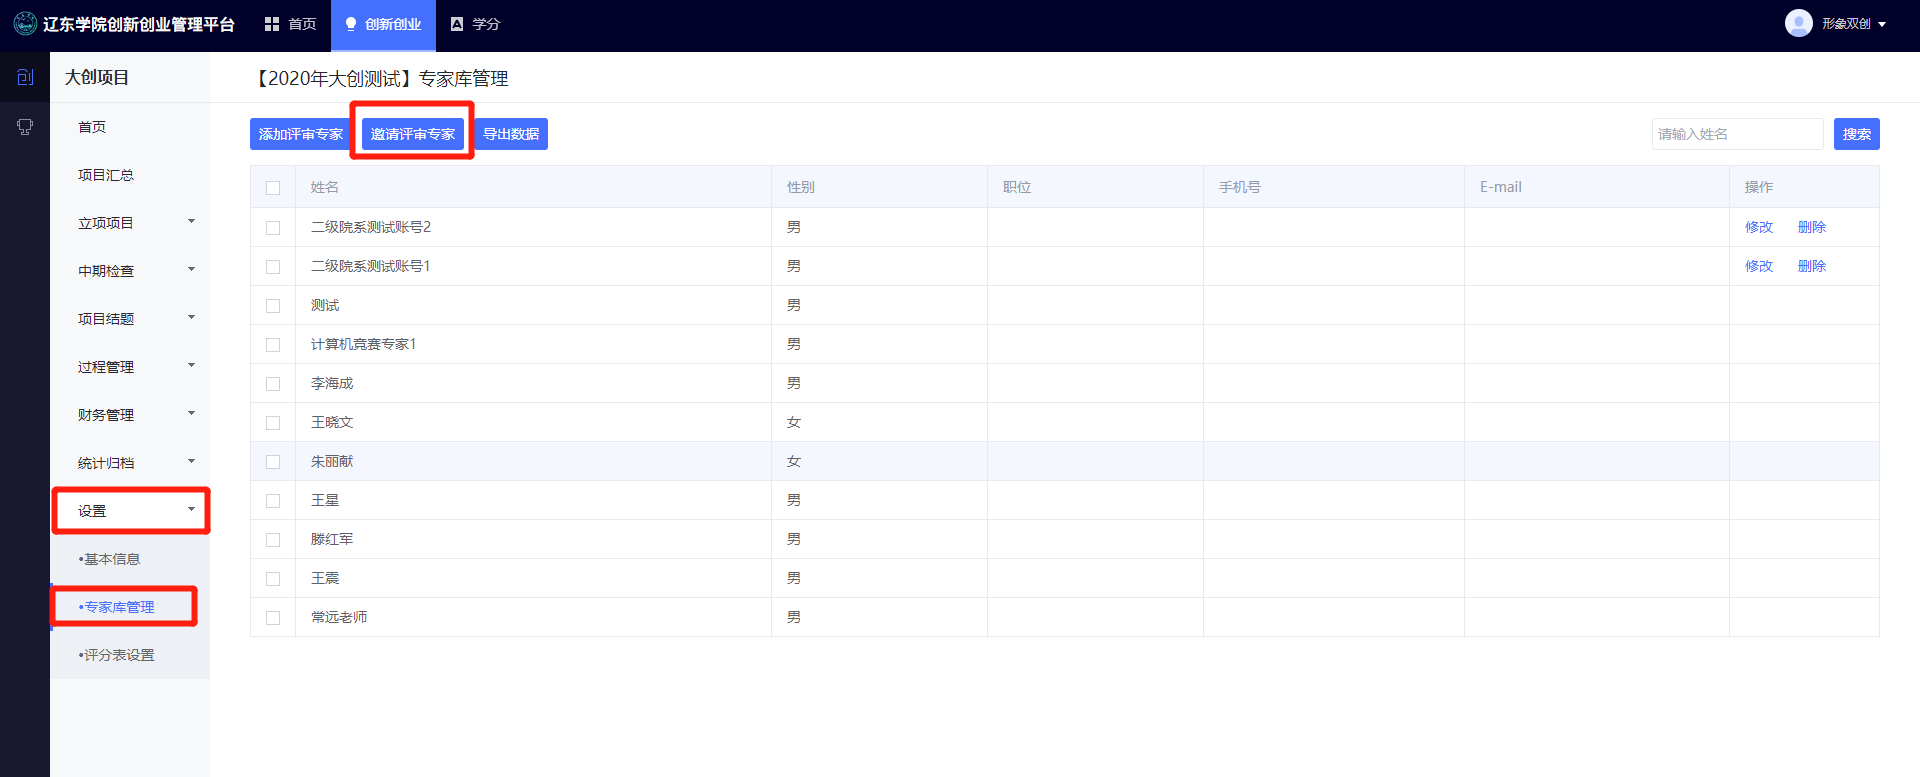 辽东学院创新创业管理平台 首页 创新创业 学分 形象双创
大创项目
首页
项目汇总
立项项目
中期检查
项目结题
过程管理
财务管理
统计归档
设置
•基本信息
•专家库管理
•评分表设置
【2020年大创测试】专家库管理
添加评审专家 邀请评审专家 导出数据 请输入姓名 搜索
姓名 性别 职位 手机号 E-mail 操作
二级院系测试账号2 男 修改 删除
二级院系测试账号1 男 修改 删除
测试 男
计算机竞赛专家1 男
李海成 男
王晓文 女
朱丽献 女
王星 男
滕红军 男
王震 男
常远老师 男